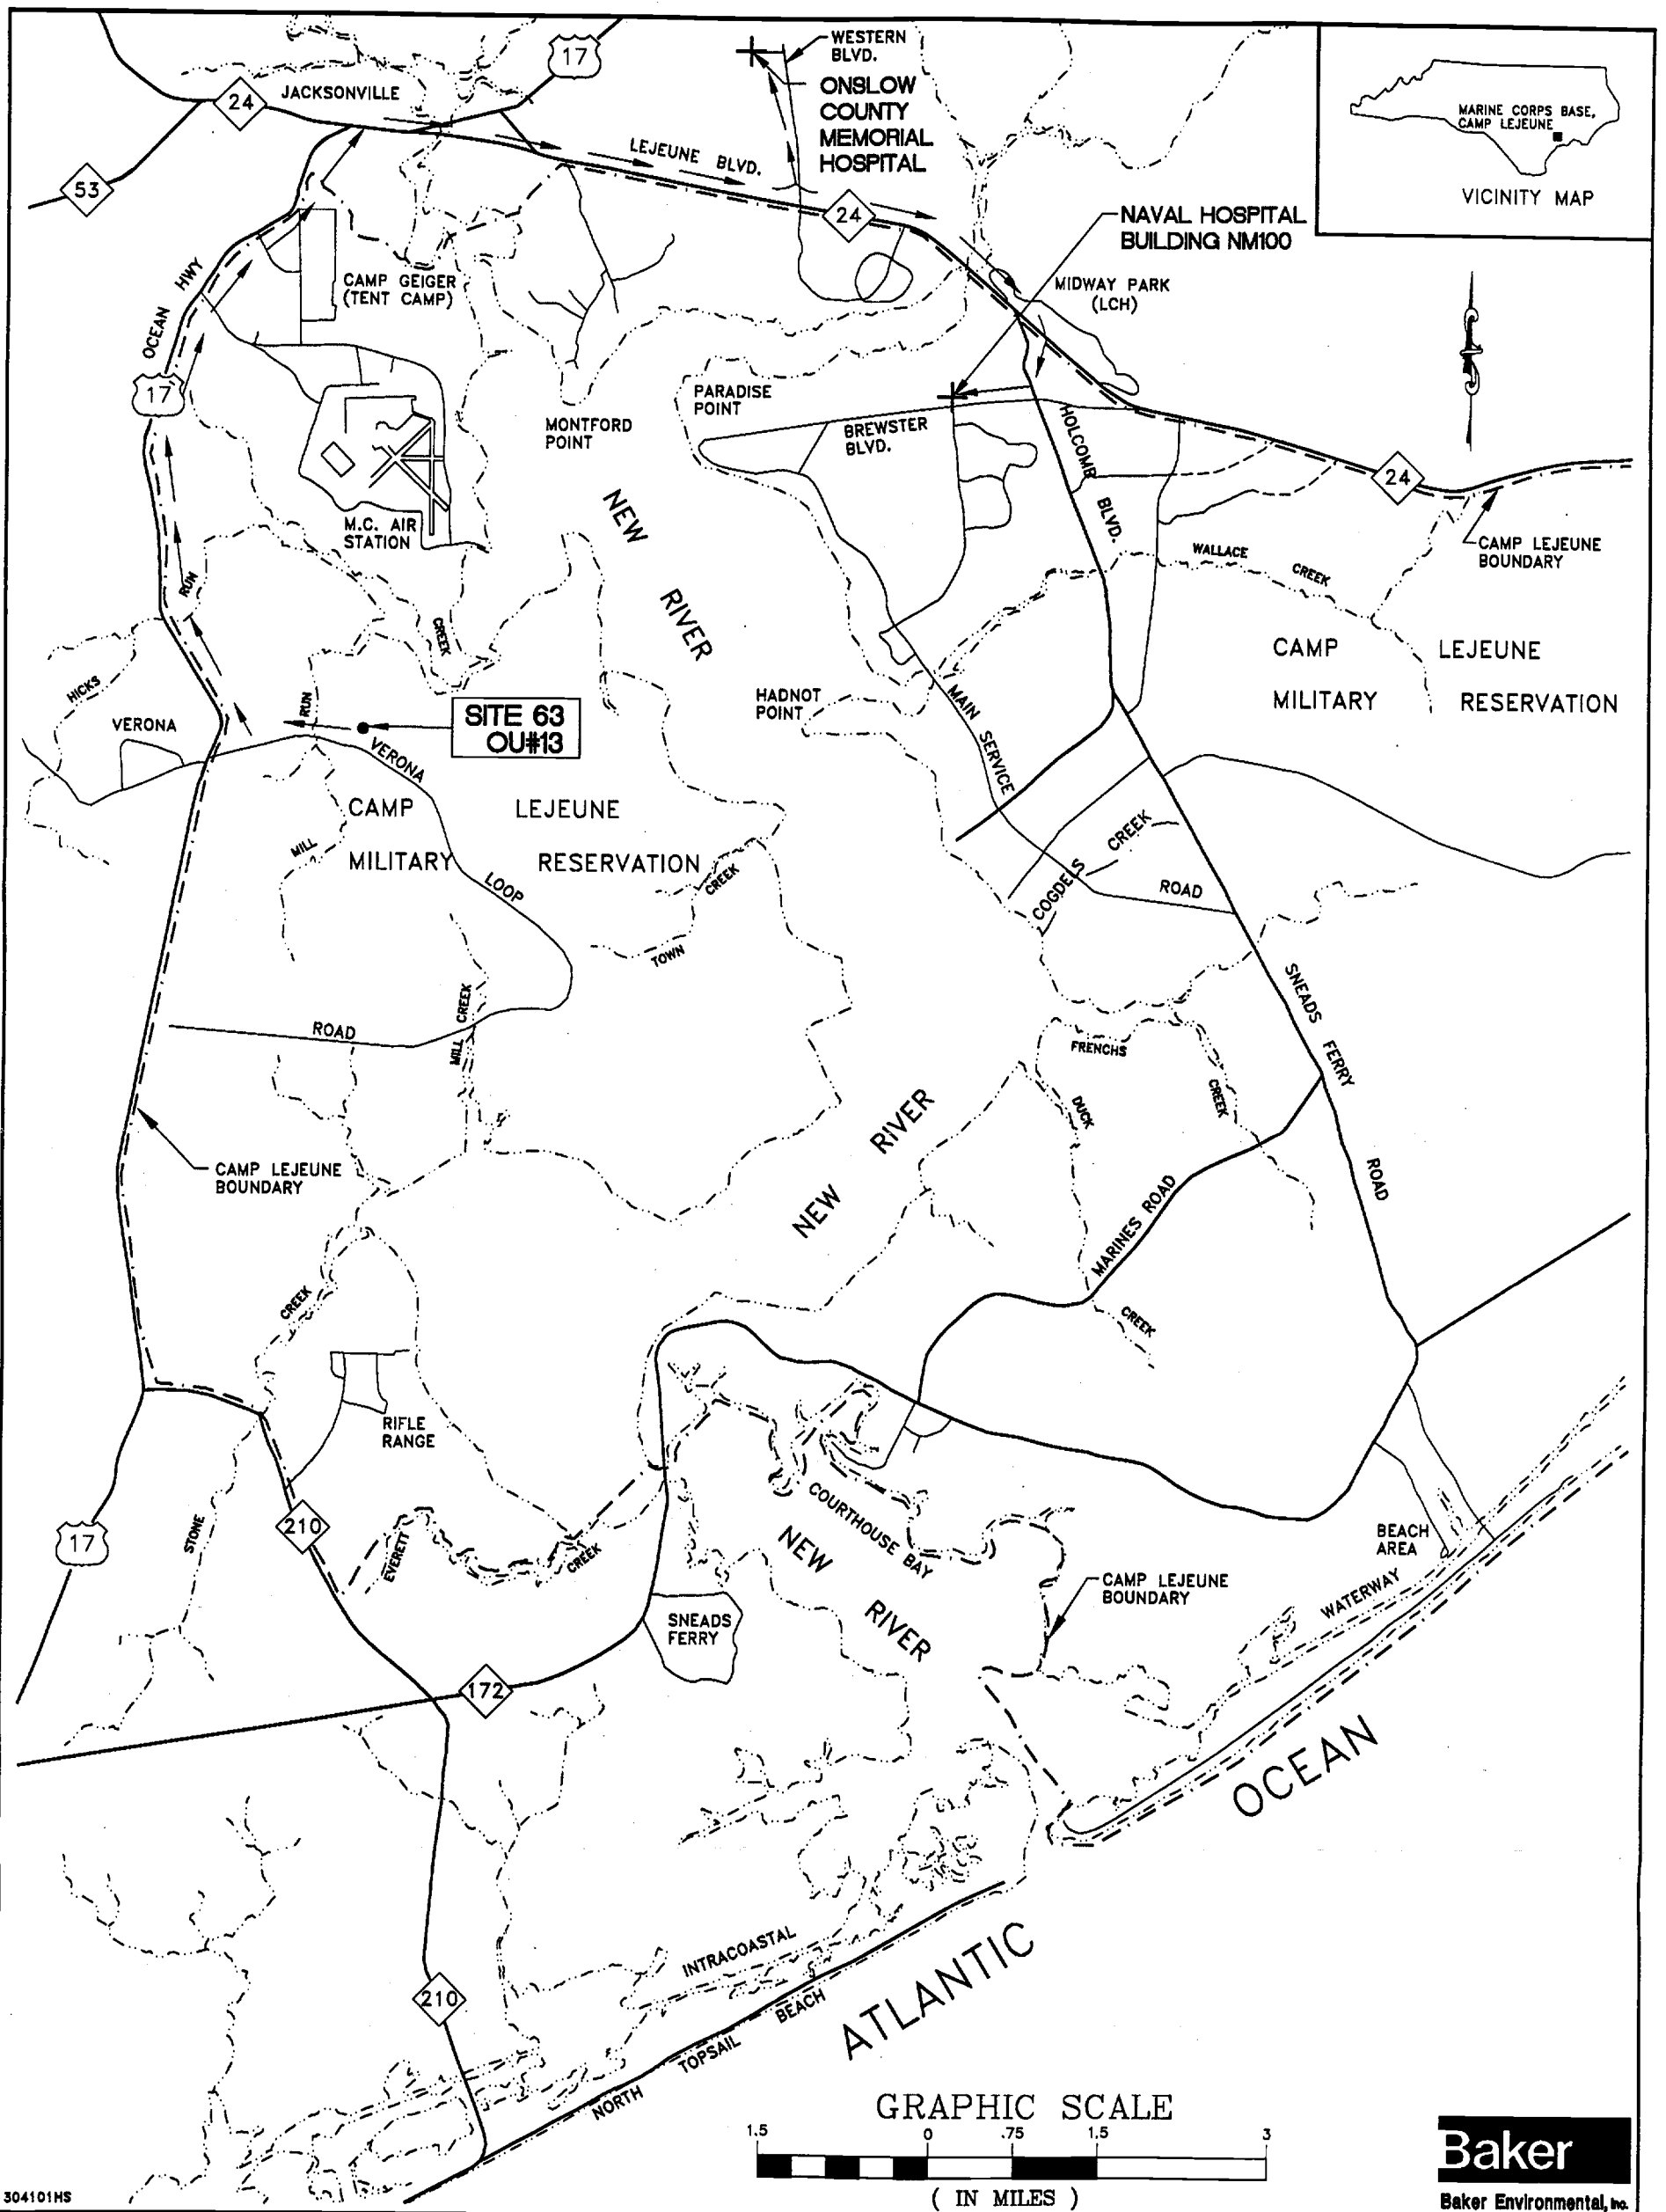 WESTERN
BLVD.
17
ONSLOW
COUNTY
MEMORIAL
HOSPITAL
24
JACKSONVILLE
MARINE CORPS BASE,
CAMP LEJEUNE
VICINITY MAP
LEJEUNE BLVD.
53
24
NAVAL HOSPITAL
BUILDING NM100
OCEAN HWY
CAMP GEIGER
(TENT CAMP)
MIDWAY PARK
(LCH)
17
PARADISE
POINT
MONTFORD
POINT
BREWSTER
BLVD.
HOLCOMB BLVD.
24
M.C. AIR
STATION
NEW RIVER
CAMP LEJEUNE
BOUNDARY
WALLACE CREEK
RUN
CREEK
CAMP LEJEUNE
MILITARY RESERVATION
HICKS
RUN
VERONA
SITE 63
OU#13
HADNOT
POINT
MAIN SERVICE
VERONA
CAMP LEJEUNE
MILITARY RESERVATION
MILL
LOOP
CREEK
TOWN
COGDELS CREEK
ROAD
ROAD
MILL CREEK
SNEADS FERRY
FRENCHS
CREEK
DUCK
NEW RIVER
CAMP LEJEUNE
BOUNDARY
ROAD
MARINES ROAD
CREEK
CREEK
RIFLE
RANGE
210
17
STONE
EVERETT
CREEK
COURTHOUSE BAY
NEW RIVER
BEACH
AREA
CAMP LEJEUNE
BOUNDARY
WATERWAY
SNEADS
FERRY
172
OCEAN
INTRACOASTAL
ATLANTIC
210
NORTH TOPSAIL BEACH
GRAPHIC SCALE
1.5 0 .75 1.5 3
( IN MILES )
Baker
Baker Environmental, Inc.
304101HS